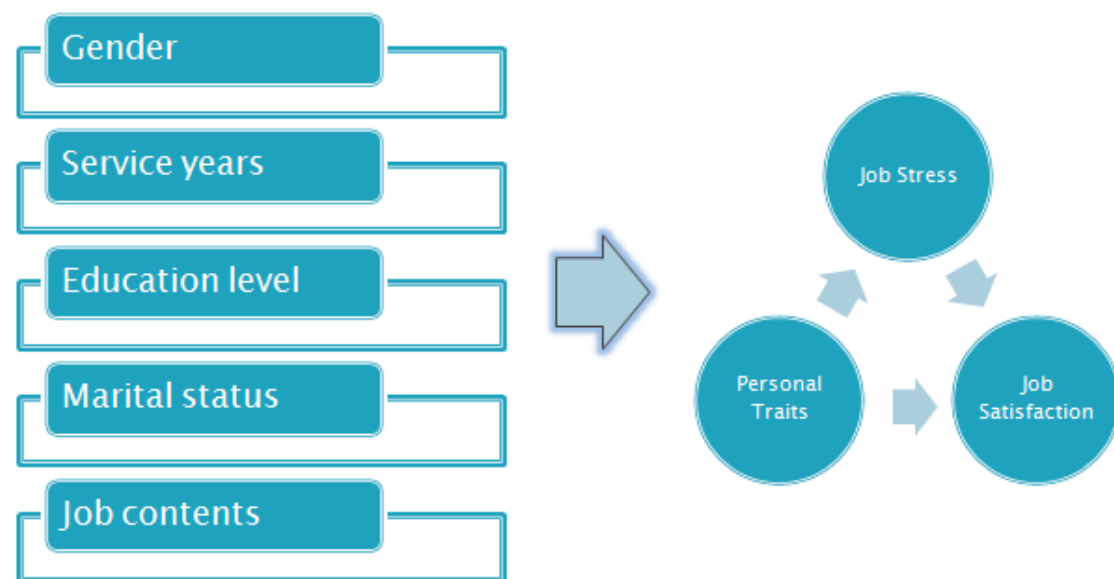 Gender
Service years
Education level
Marital status
Job contents
Job Stress
Personal
Traits
Job
Satisfaction